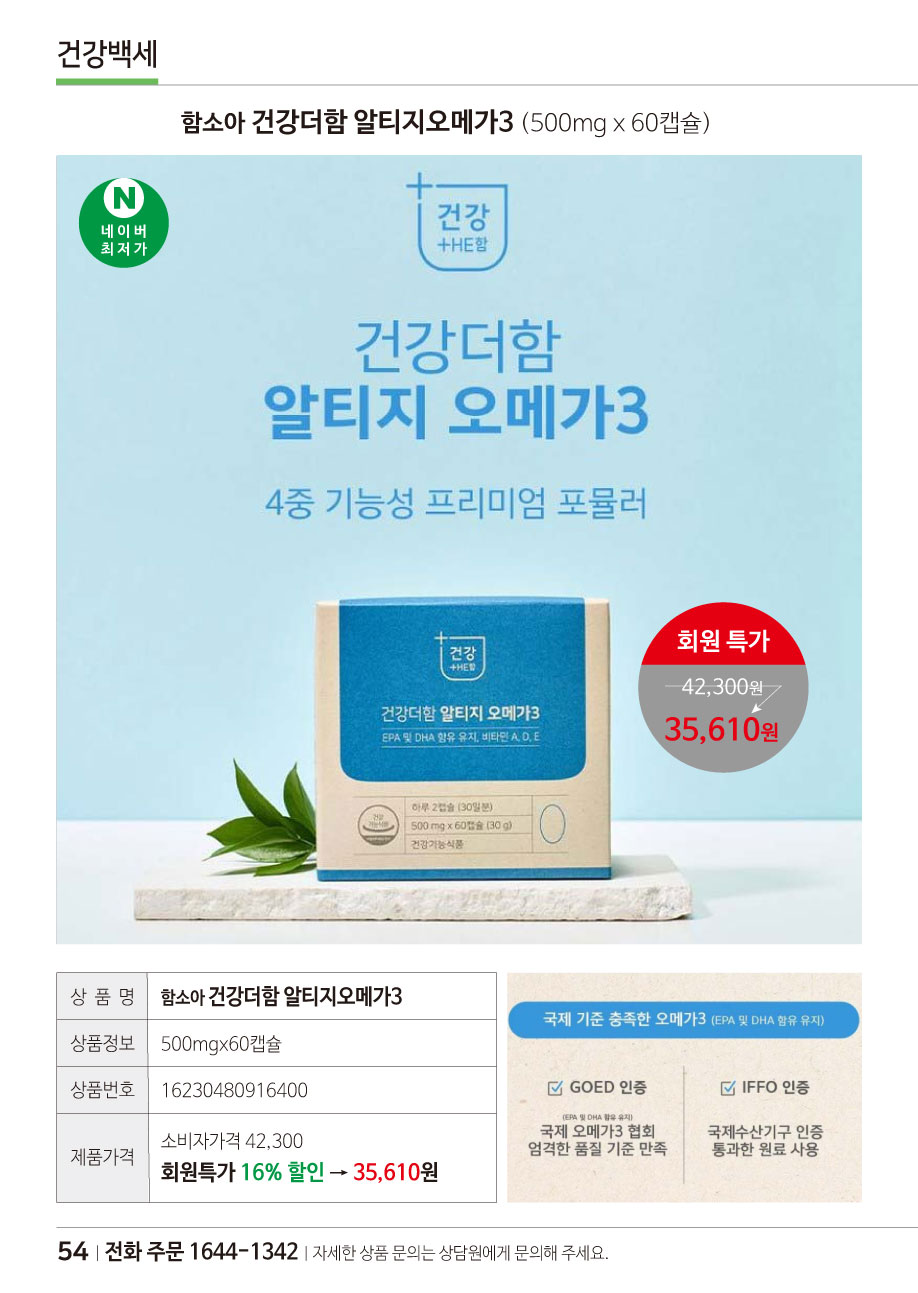 건강백세
함소아 건강더함 알티지오메가3 (500mg x 60캡슐)
N
네이버
최저가
건강
+HE함
건강더함
알티지 오메가3
4중 기능성 프리미엄 포뮬러
회원 특가
42,300원
35,610원
건강
+HE함
건강더함 알티지 오메가3
EPA 및 DHA 함유 유지, 비타민 A, D, E
하루 2캡슐 (30일분)
500 mg x 60캡슐 (30 g)
건강기능식품
건강
기능식품
상 품 명 함소아 건강더함 알티지오메가3
상품정보 500mgx60캡슐
상품번호 16230480916400
제품가격 소비자가격 42,300
회원특가 16% 할인 → 35,610원
국제 기준 충족한 오메가3 (EPA 및 DHA 함유 유지)
GOED 인증
(EPA 및 DHA 함유 유지)
국제 오메가3 협회
엄격한 품질 기준 만족
IFFO 인증
국제수산기구 인증
통과한 원료 사용
54 | 전화 주문 1644-1342 | 자세한 상품 문의는 상담원에게 문의해 주세요.